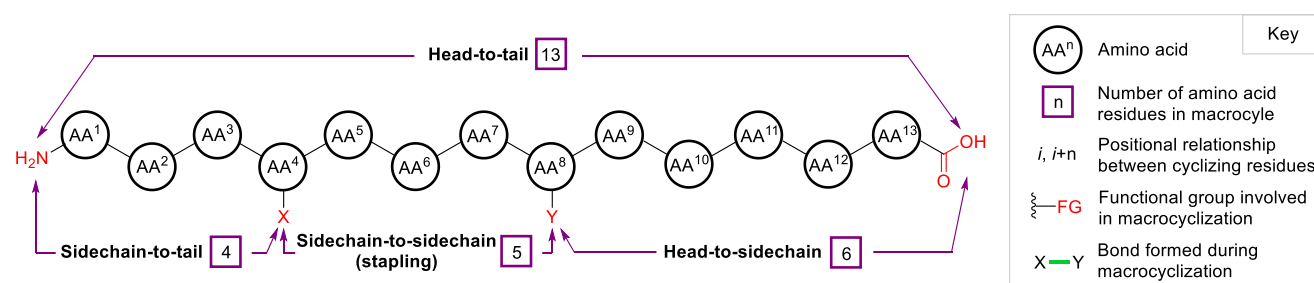 Head-to-tail 13
H₂N
AA¹
AA²
AA³
AA⁴
AA⁵
AA⁶
AA⁷
AA⁸
AA⁹
AA¹⁰
AA¹¹
AA¹²
AA¹³
OH
O
X
Y
Sidechain-to-tail 4
Sidechain-to-sidechain
(stapling)
5
Head-to-sidechain 6
Key
AAⁿ Amino acid
n Number of amino acid
residues in macrocyle
i, i+n Positional relationship
between cyclizing residues
FG Functional group involved
in macrocyclization
X Y Bond formed during
macrocyclization